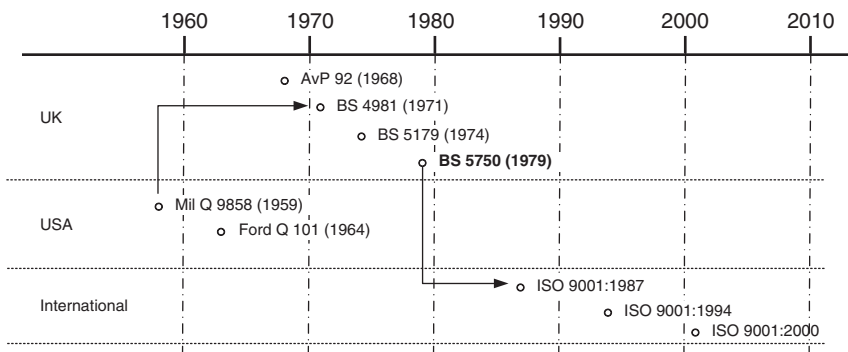 1960 1970 1980 1990 2000 2010
AvP 92 (1968)
BS 4981 (1971)
UK
BS 5179 (1974)
BS 5750 (1979)
Mil Q 9858 (1959)
USA
Ford Q 101 (1964)
ISO 9001:1987
International
ISO 9001:1994
ISO 9001:2000